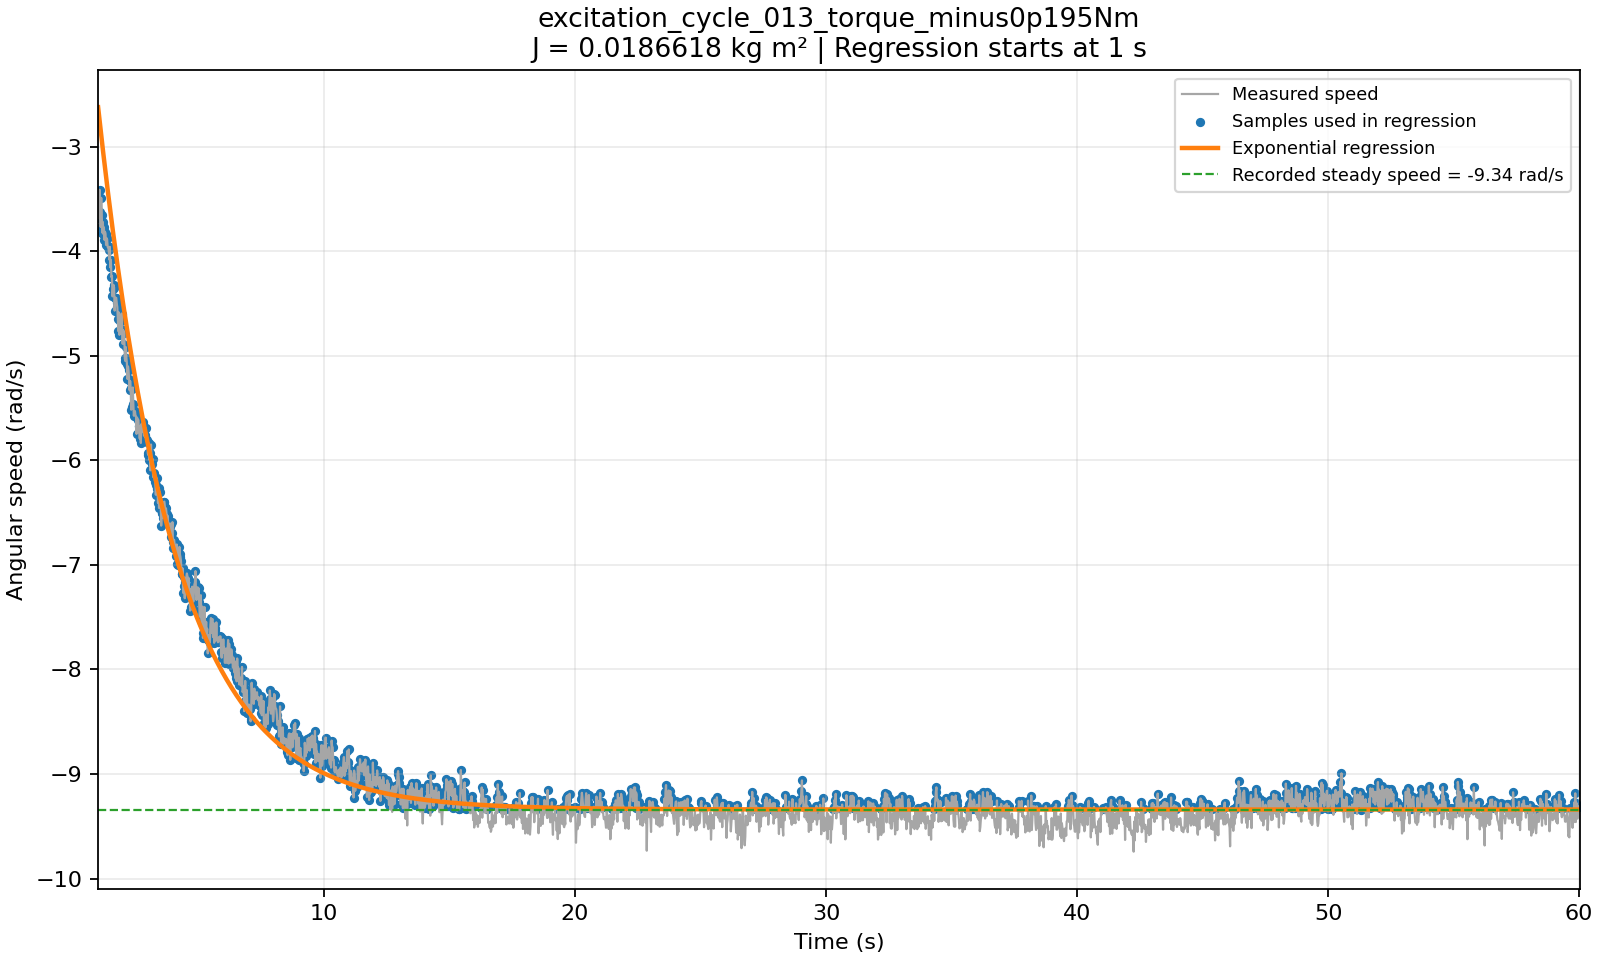 excitation_cycle_013_torque_minus0p195Nm
J = 0.0186618 kg m² | Regression starts at 1 s
Measured speed
Samples used in regression
Exponential regression
Recorded steady speed = -9.34 rad/s
Angular speed (rad/s)
−3
−4
−5
−6
−7
−8
−9
−10
10 20 30 40 50 60
Time (s)